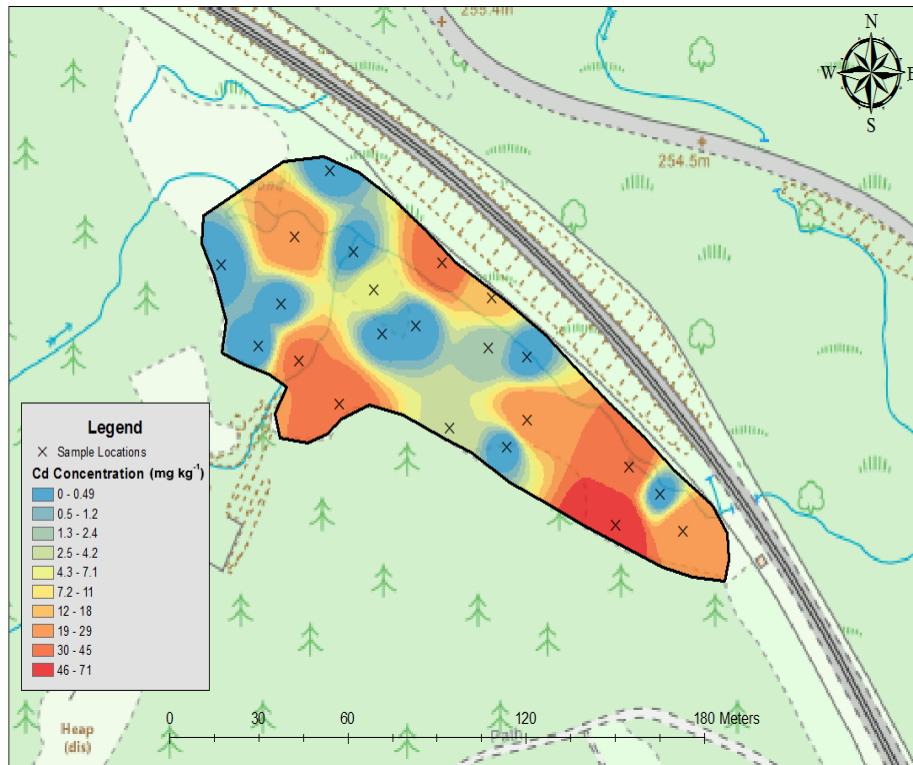 255.4m
N
W
E
S
254.5m
Legend
Sample Locations
Cd Concentration (mg kg⁻¹)
0 - 0.49
0.5 - 1.2
1.3 - 2.4
2.5 - 4.2
4.3 - 7.1
7.2 - 11
12 - 18
19 - 29
30 - 45
46 - 71
0 30 60 120 180 Meters
Heap
(dis)
Path